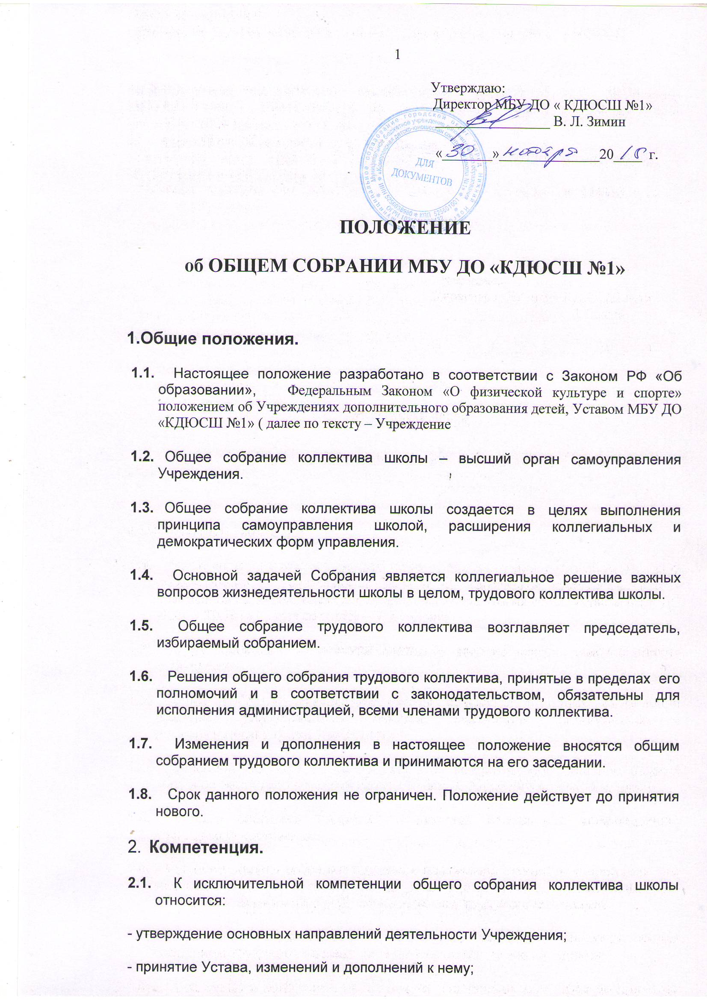 1
Утверждаю:
Директор МБУ ДО « КДЮСШ №1»
В. Л. Зимин
« 30 » ноября 2018 г.
Муниципальное образование городской округ город Нижний Новгород
Муниципальное бюджетное учреждение дополнительного образования
«Комплексная детско-юношеская спортивная школа №1»
ИНН 5256038980 * КПП 525601001
ОГРН
ДЛЯ
ДОКУМЕНТОВ
ПОЛОЖЕНИЕ
об ОБЩЕМ СОБРАНИИ МБУ ДО «КДЮСШ №1»
1.Общие положения.
1.1. Настоящее положение разработано в соответствии с Законом РФ «Об
образовании», Федеральным Законом «О физической культуре и спорте»
положением об Учреждениях дополнительного образования детей, Уставом МБУ ДО
«КДЮСШ №1» ( далее по тексту – Учреждение
1.2. Общее собрание коллектива школы – высший орган самоуправления
Учреждения.
1.3. Общее собрание коллектива школы создается в целях выполнения
принципа самоуправления школой, расширения коллегиальных и
демократических форм управления.
1.4. Основной задачей Собрания является коллегиальное решение важных
вопросов жизнедеятельности школы в целом, трудового коллектива школы.
1.5. Общее собрание трудового коллектива возглавляет председатель,
избираемый собранием.
1.6. Решения общего собрания трудового коллектива, принятые в пределах его
полномочий и в соответствии с законодательством, обязательны для
исполнения администрацией, всеми членами трудового коллектива.
1.7. Изменения и дополнения в настоящее положение вносятся общим
собранием трудового коллектива и принимаются на его заседании.
1.8. Срок данного положения не ограничен. Положение действует до принятия
нового.
2. Компетенция.
2.1. К исключительной компетенции общего собрания коллектива школы
относится:
- утверждение основных направлений деятельности Учреждения;
- принятие Устава, изменений и дополнений к нему;